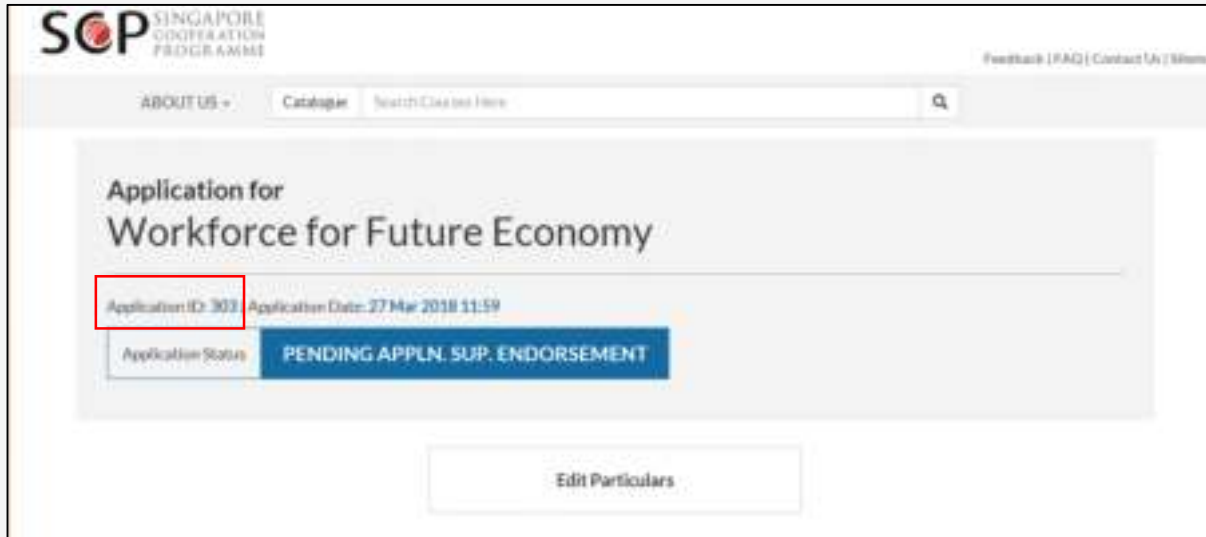 SCP SINGAPORE
COOPERATION
PROGRAMME
Feedback | FAQ | Contact Us |
ABOUT US Catalogue Search Courses Here
Application for
Workforce for Future Economy
Application ID: 303 | Application Date: 27 Mar 2018 11:59
Application Status PENDING APPLN. SUP. ENDORSEMENT
Edit Particulars